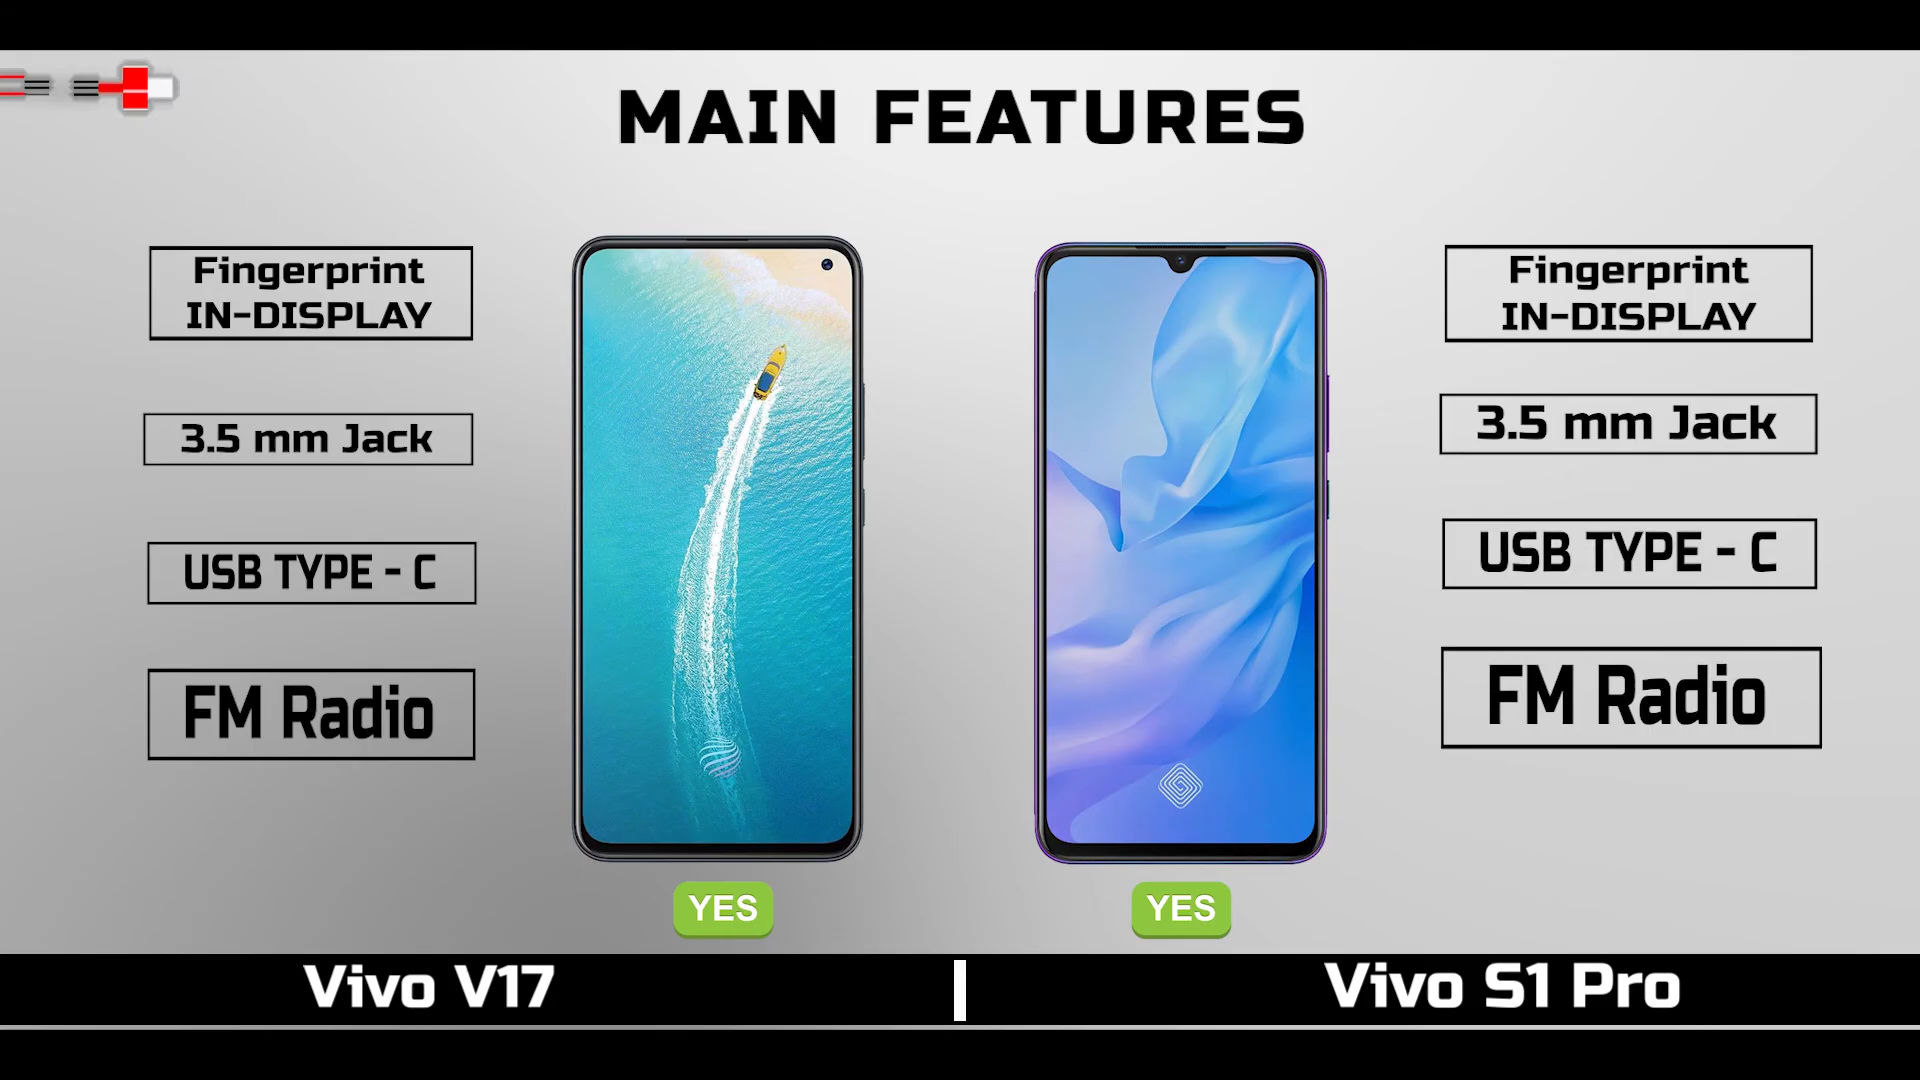 MAIN FEATURES
Fingerprint
IN-DISPLAY
3.5 mm Jack
USB TYPE - C
FM Radio
Fingerprint
IN-DISPLAY
3.5 mm Jack
USB TYPE - C
FM Radio
YES
YES
Vivo V17
Vivo S1 Pro